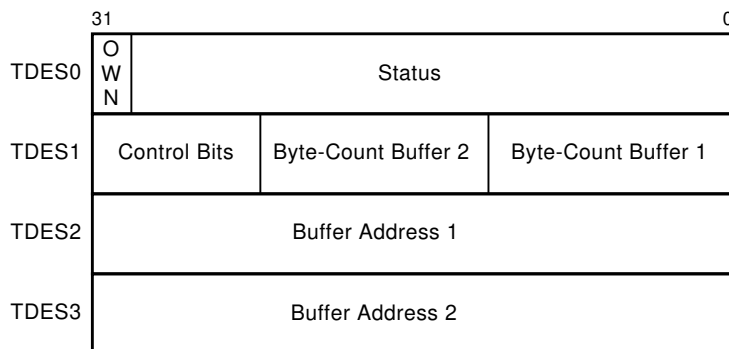 31 0
TDES0 OWN Status
TDES1 Control Bits Byte-Count Buffer 2 Byte-Count Buffer 1
TDES2 Buffer Address 1
TDES3 Buffer Address 2